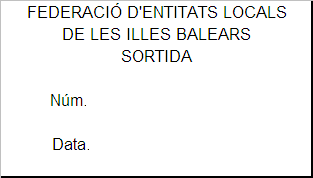 FEDERACIÓ D'ENTITATS LOCALS
DE LES ILLES BALEARS
SORTIDA
Núm.
Data.